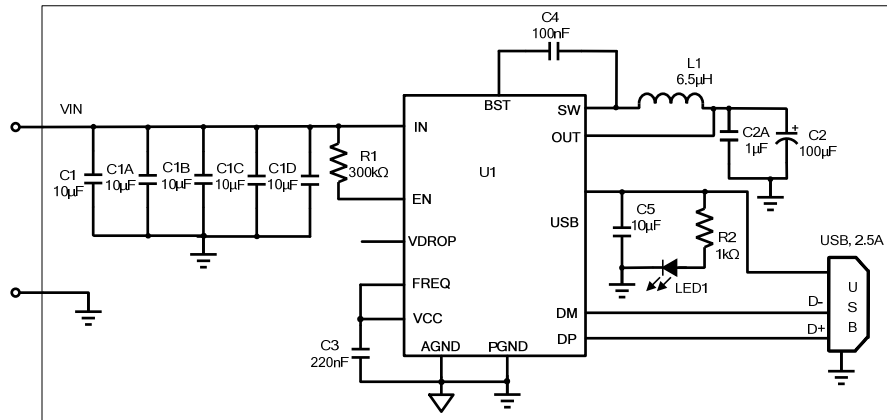 C4
100nF
L1
6.5μH
VIN
BST
SW
IN
OUT
C2A
1μF
C2
100μF
+
C1
10μF
C1A
10μF
C1B
10μF
C1C
10μF
C1D
10μF
R1
300kΩ
U1
EN
USB
C5
10μF
R2
1kΩ
USB, 2.5A
VDROP
LED1
FREQ
U
S
B
D-
DM
VCC
D+
DP
C3
220nF
AGND
PGND